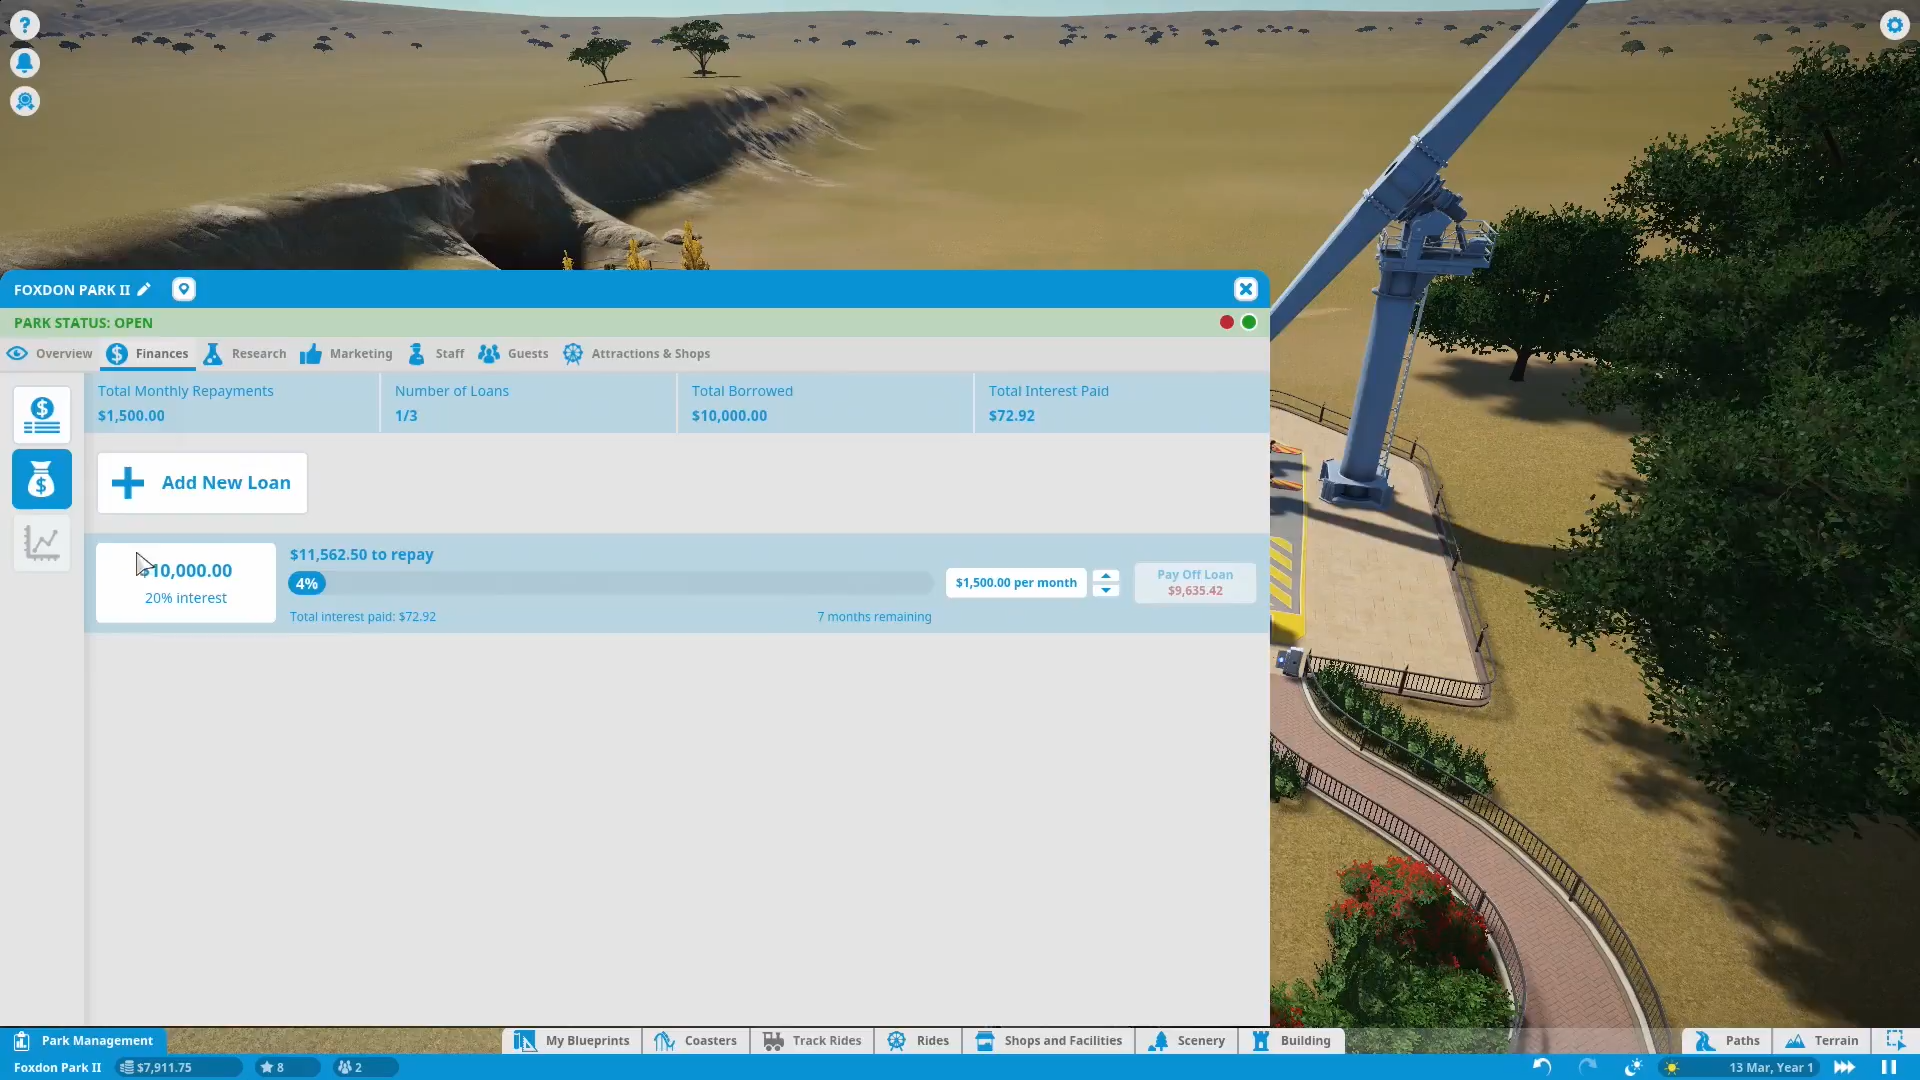 ?
FOXDON PARK II
PARK STATUS: OPEN
Overview
Finances
Research
Marketing
Staff
Guests
Attractions & Shops
Total Monthly Repayments
$1,500.00
Number of Loans
1/3
Total Borrowed
$10,000.00
Total Interest Paid
$72.92
Add New Loan
$10,000.00
20% interest
$11,562.50 to repay
4%
Total interest paid: $72.92
7 months remaining
$1,500.00 per month
Pay Off Loan
$9,635.42
Park Management
My Blueprints
Coasters
Track Rides
Rides
Shops and Facilities
Scenery
Building
Paths
Terrain
Foxdon Park II
$7,911.75
8
2
13 Mar, Year 1